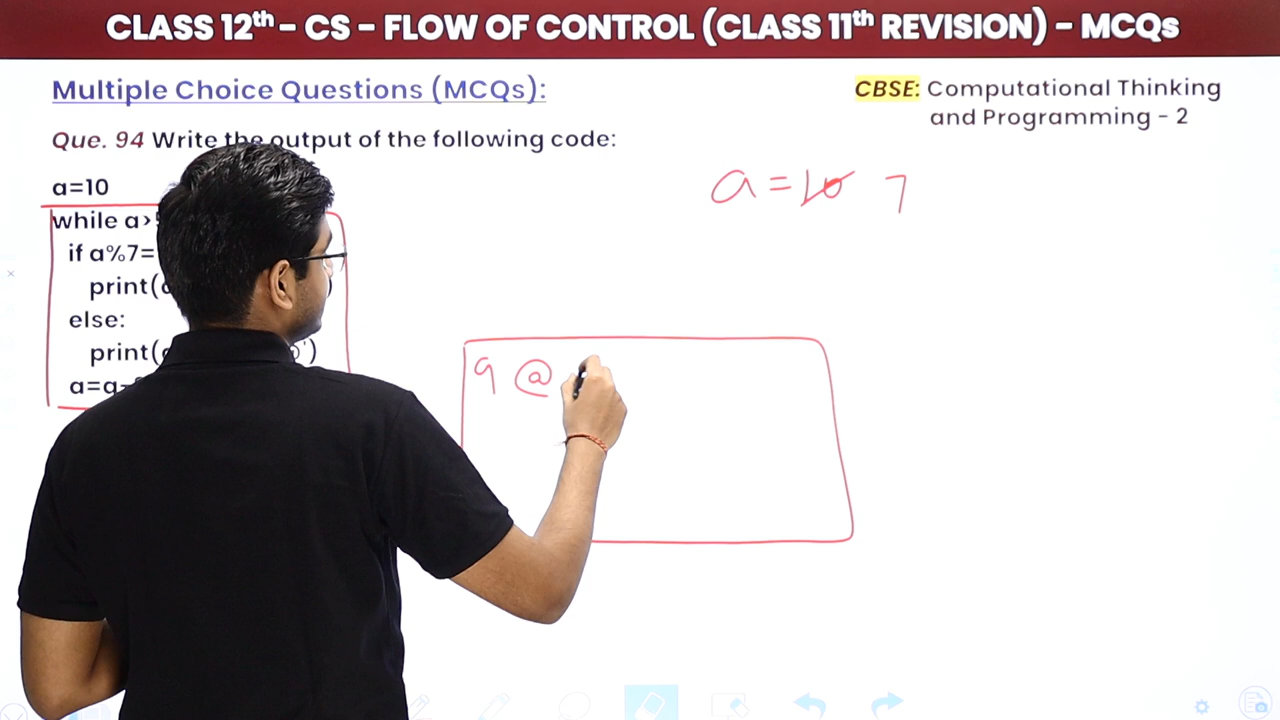 CLASS 12th - CS - FLOW OF CONTROL (CLASS 11th REVISION) - MCQs
Multiple Choice Questions (MCQs):
CBSE: Computational Thinking
and Programming - 2
Que. 94 Write the output of the following code:
a=10
a=10 7
while a>
if a%7=
print(
else:
print( ')
a=a-
9 @